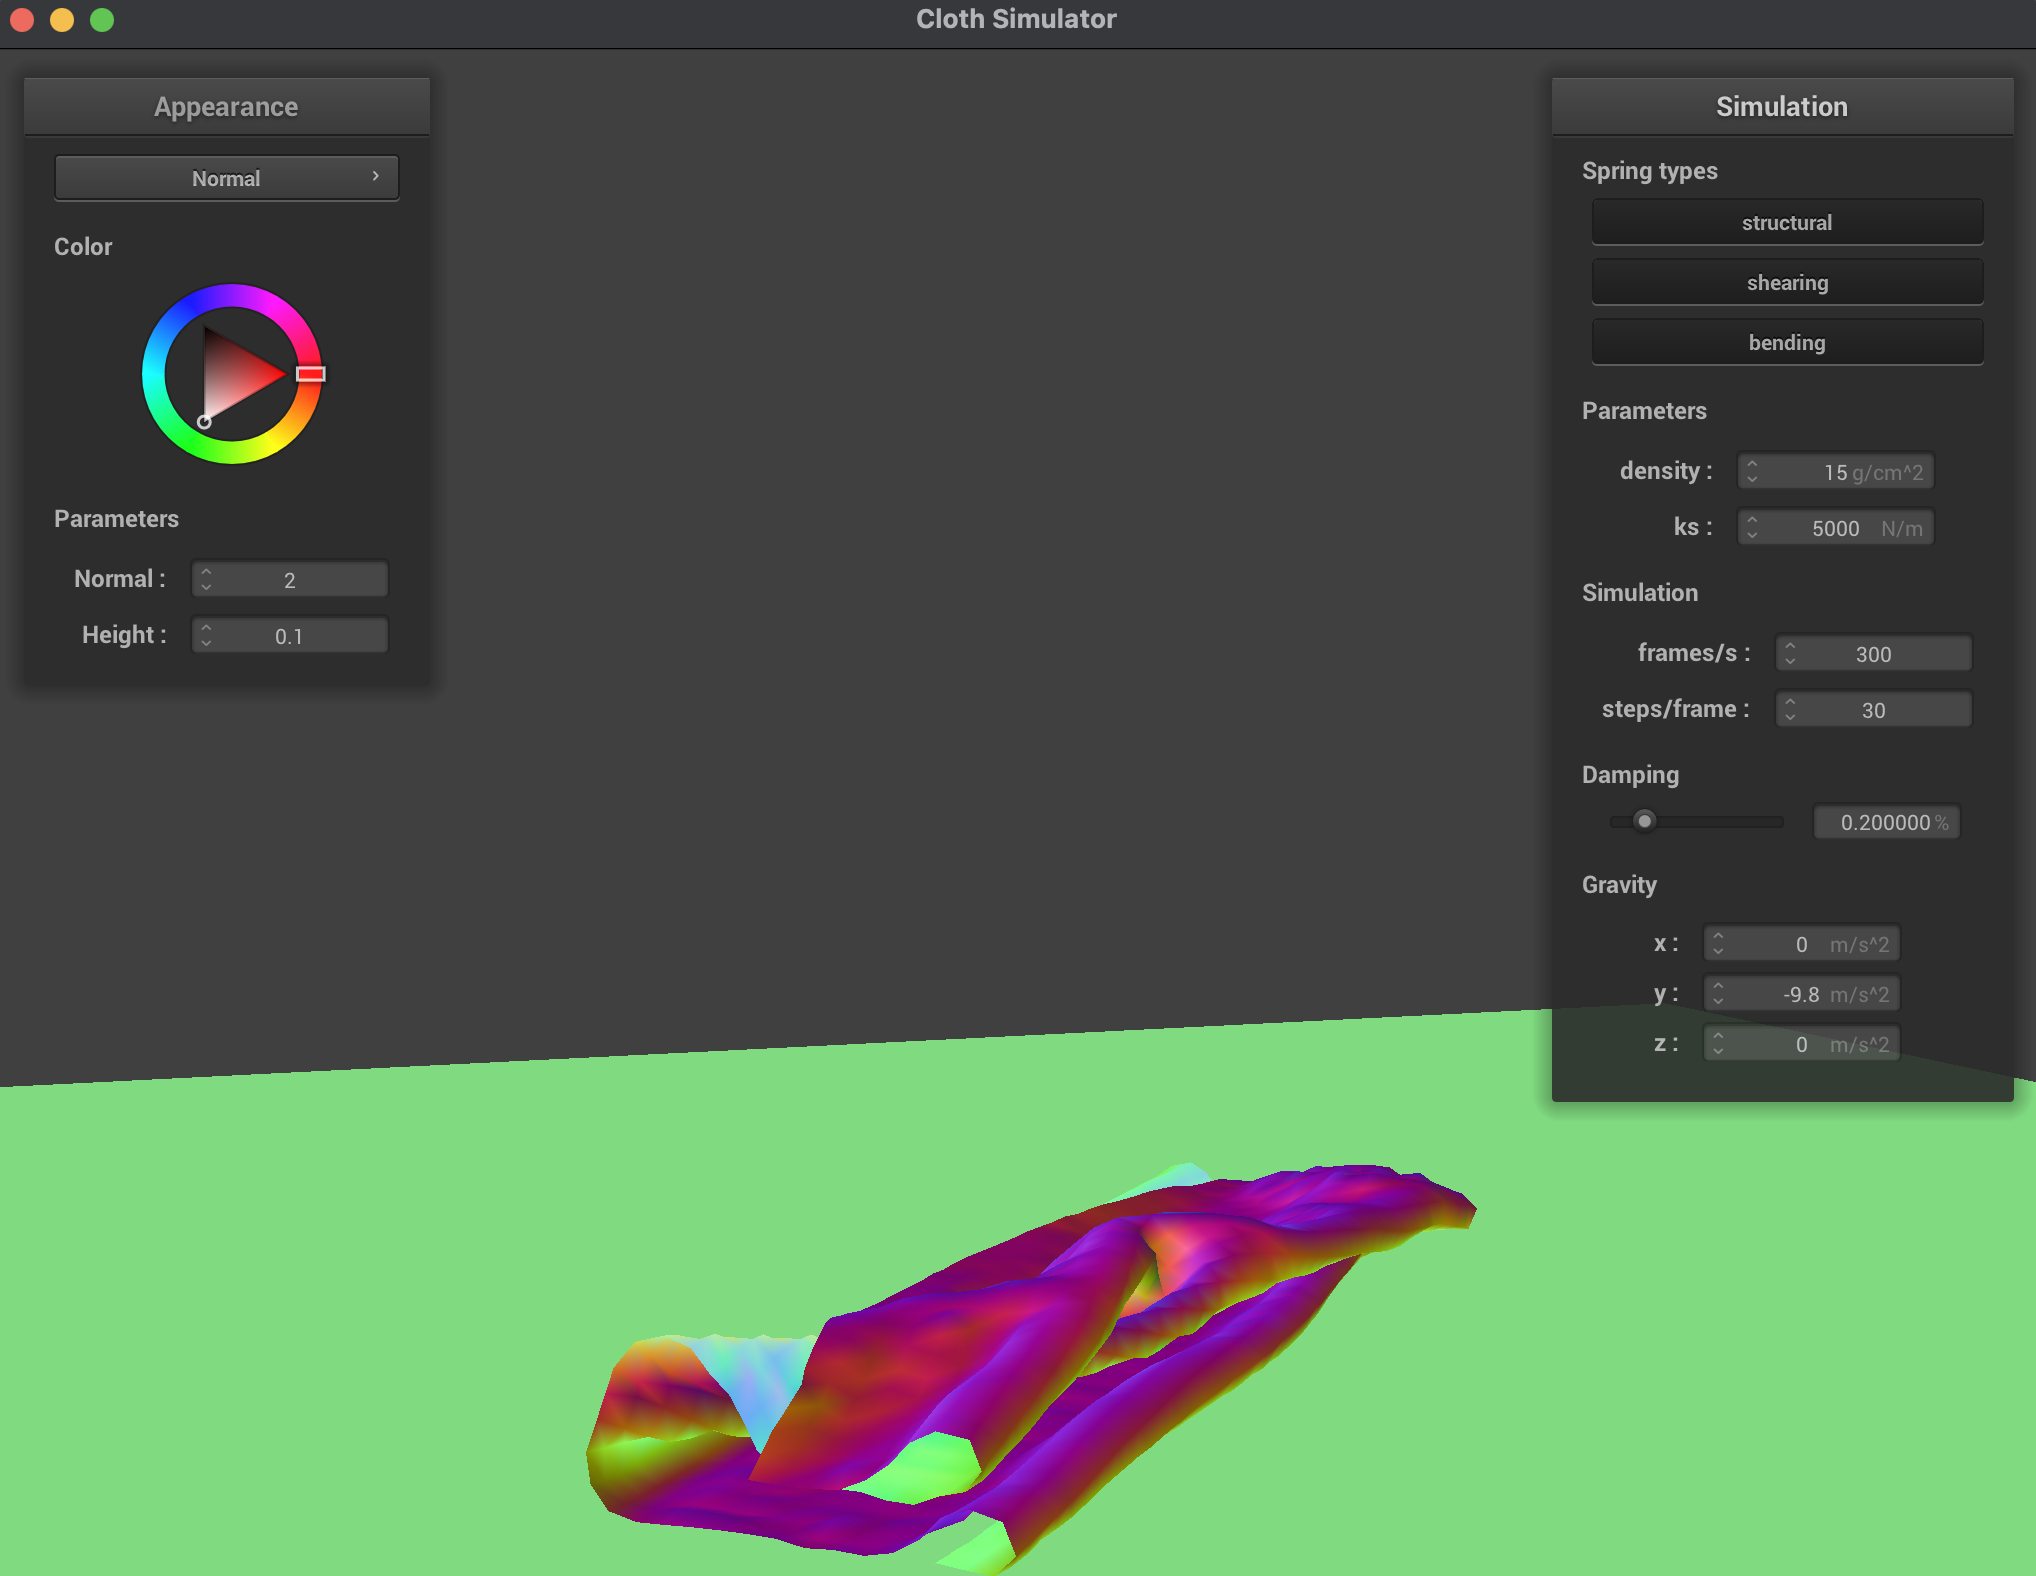 Cloth Simulator
Appearance
Normal
Color
Parameters
Normal : 2
Height : 0.1
Simulation
Spring types
structural
shearing
bending
Parameters
density : 15 g/cm^2
ks : 5000 N/m
Simulation
frames/s : 300
steps/frame : 30
Damping
0.200000 %
Gravity
x : 0 m/s^2
y : -9.8 m/s^2
z : 0 m/s^2